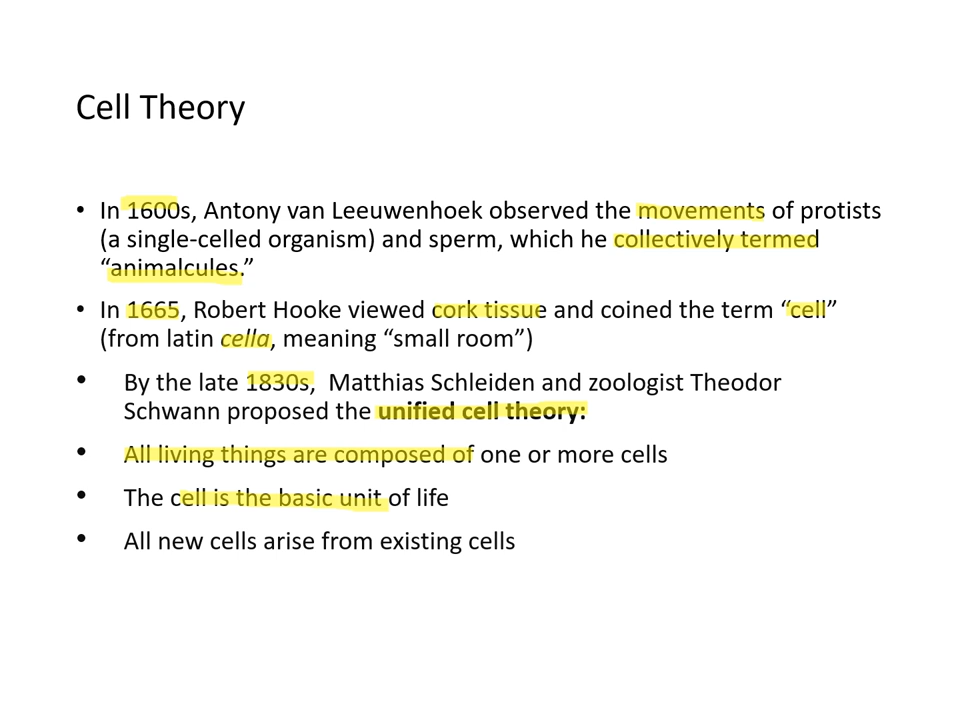 Cell Theory
• In 1600s, Antony van Leeuwenhoek observed the movements of protists
(a single-celled organism) and sperm, which he collectively termed
“animalcules.”
• In 1665, Robert Hooke viewed cork tissue and coined the term “cell”
(from latin cella, meaning “small room”)
• By the late 1830s,  Matthias Schleiden and zoologist Theodor
Schwann proposed the unified cell theory:
• All living things are composed of one or more cells
• The cell is the basic unit of life
• All new cells arise from existing cells